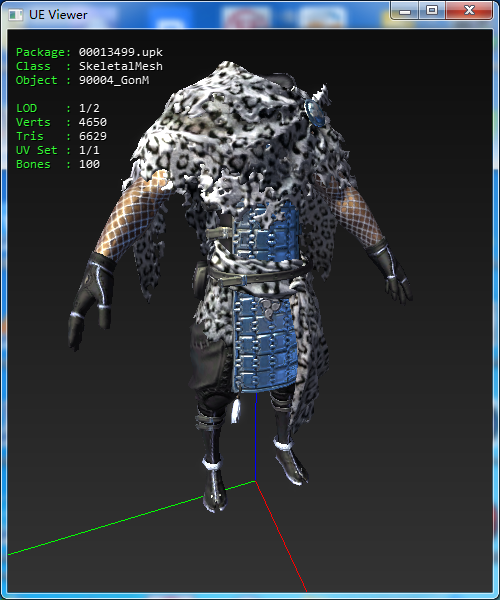 UE Viewer
Package: 00013499.upk
Class  : SkeletalMesh
Object : 90004_GonM
LOD    : 1/2
Verts  : 4650
Tris   : 6629
UV Set : 1/1
Bones  : 100